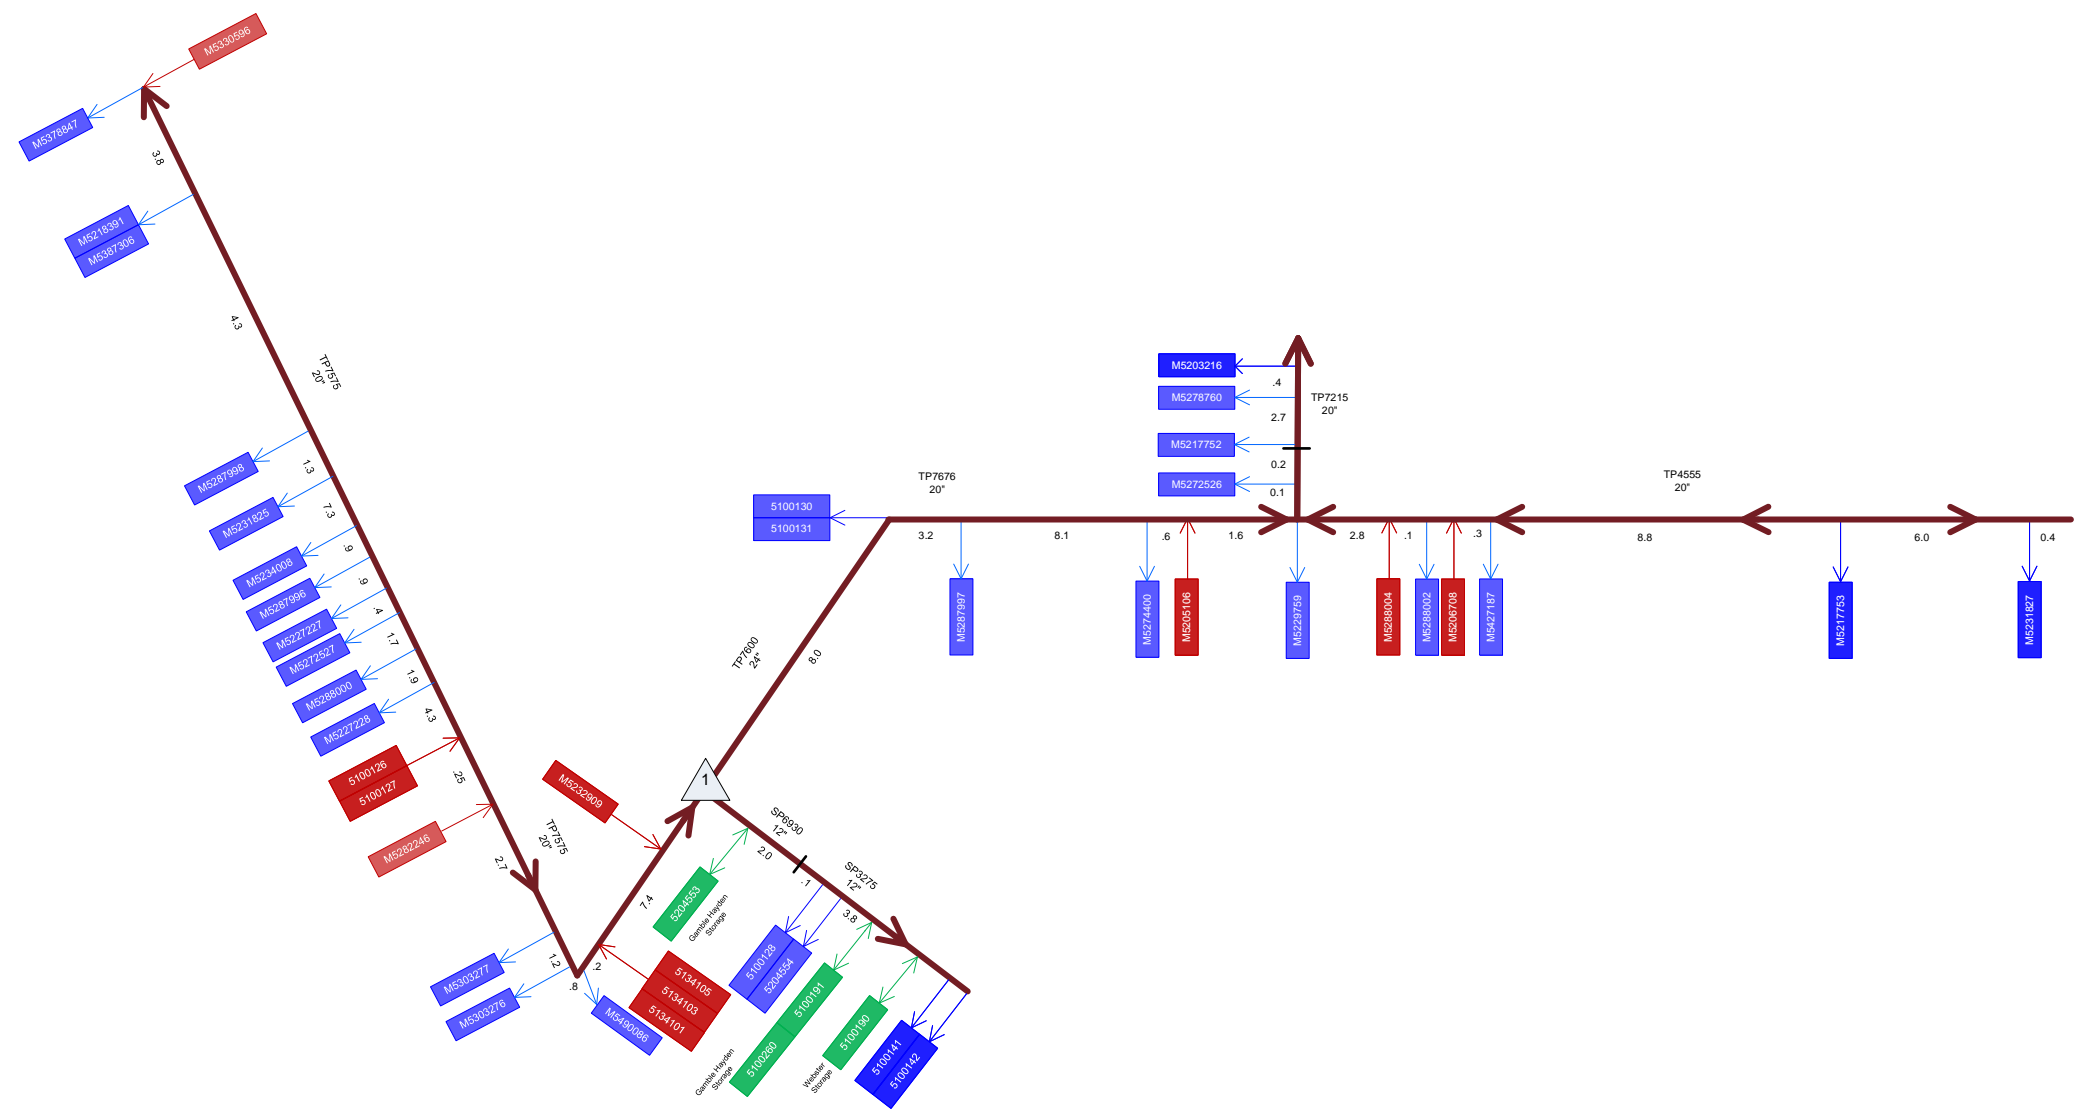 M5330596
M5378847
3.8
M5218391
M5387306
4.3
TP7575
20"
M5287998
1.3
M5231825
7.3
M5234008
.9
M5287996
.9
M5227227
.4
M5272527
1.7
M5288000
1.9
M5227228
4.3
5100126
5100127
.25
M5282246
2.7
TP7575
20"
M5303277
1.2
M5303276
.8
M5490086
.2
5134105
5134103
5134101
7.4
M5232909
1
TP7600
24"
8.0
SP6930
12"
2.0
5204553
Gamble Hayden
Storage
.1
SP3275
12"
5100128
5204554
3.8
5100191
5100260
Gamble Hayden
Storage
5100190
Webster
Storage
5100141
5100142
5100130
5100131
TP7676
20"
3.2
M5287997
8.1
M5274400
.6
M5205106
1.6
M5203216
.4
M5278760
2.7
M5217752
0.2
M5272526
0.1
TP7215
20"
M5229759
2.8
M5288004
.1
M5288002
M5206708
.3
M5427187
TP4555
20"
8.8
M5217753
6.0
M5231827
0.4